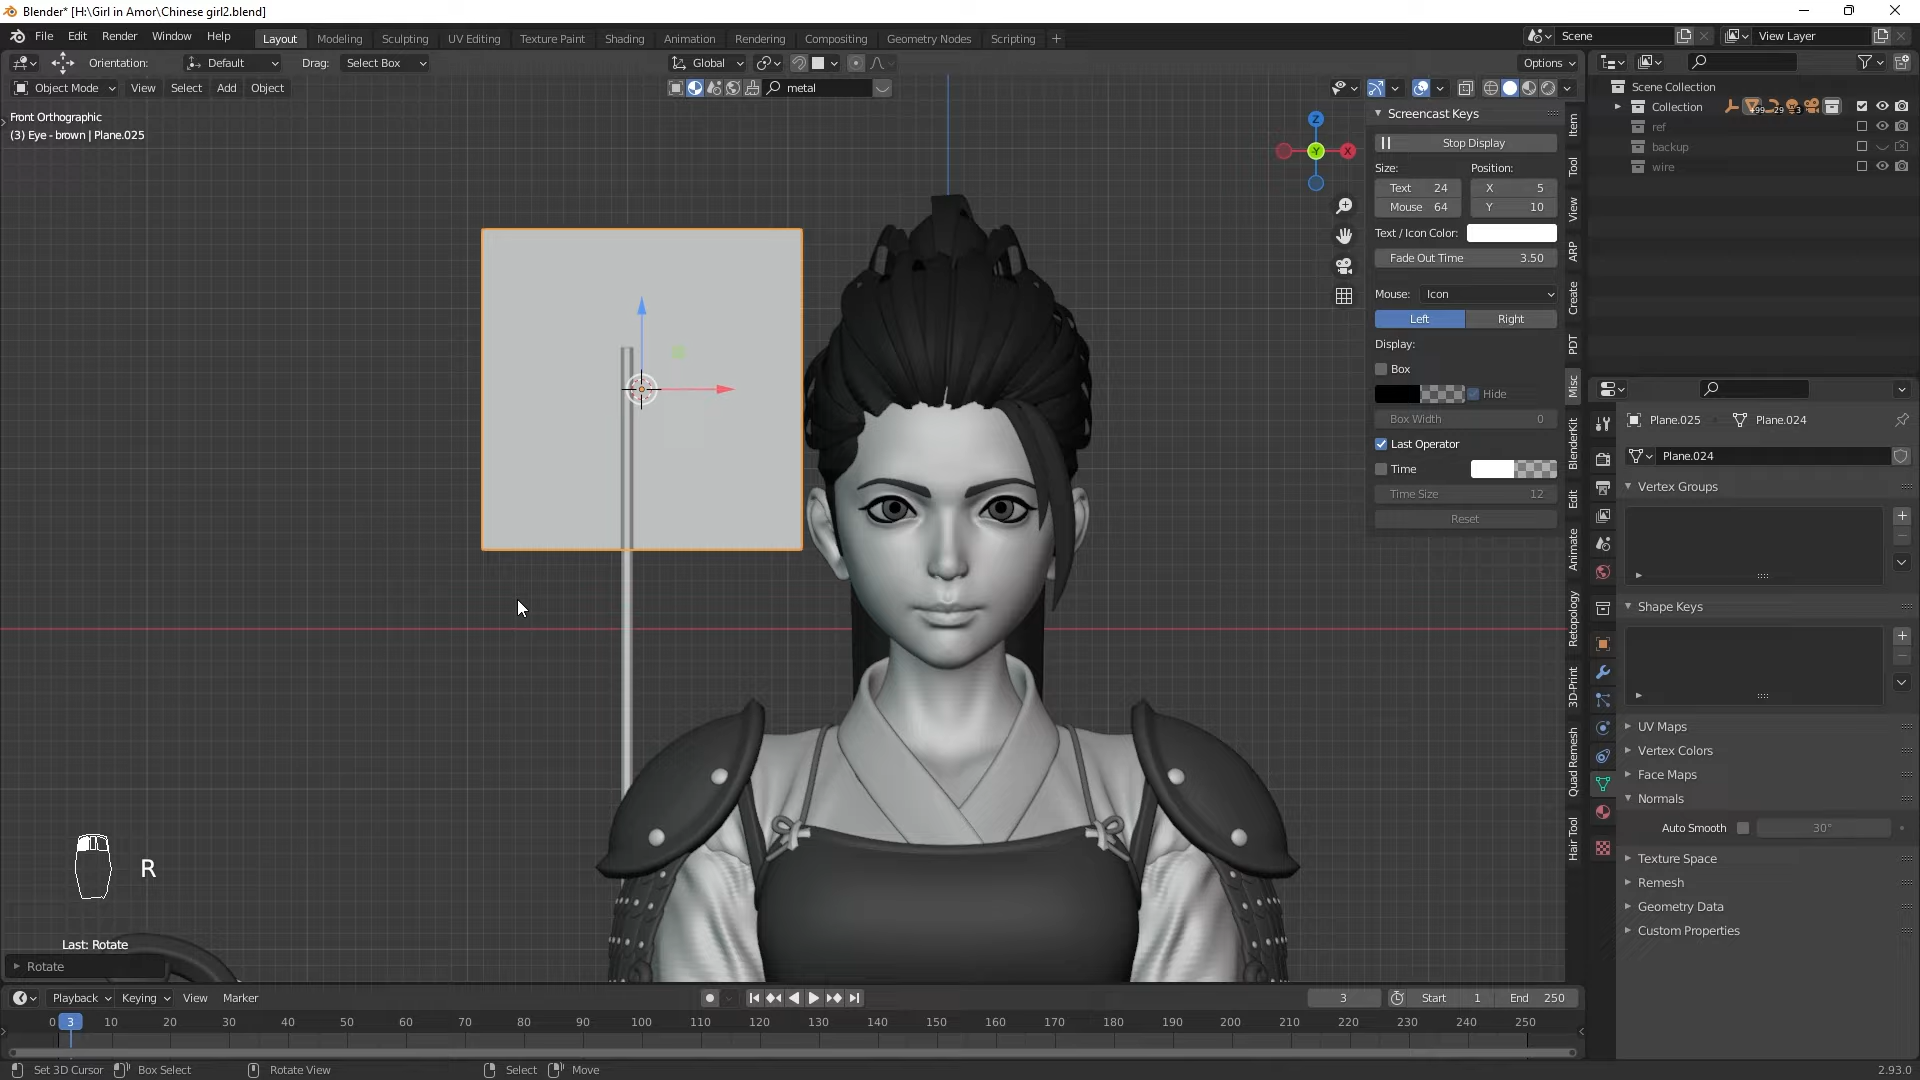 Blender* [H:\Girl in Amor\Chinese girl2.blend]
File Edit Render Window Help
Layout Modeling Sculpting UV Editing Texture Paint Shading Animation Rendering Compositing Geometry Nodes Scripting +
Scene
View Layer
Orientation: Default Drag: Select Box
Global
Options
Object Mode View Select Add Object
metal
Front Orthographic
(3) Eye - brown | Plane.025
Z
X
-Y
Screencast Keys
Stop Display
Size: Position:
Text 24 X 5
Mouse 64 Y 10
Text / Icon Color:
Fade Out Time 3.50
Mouse: Icon
Left Right
Display:
Box
Hide
Box Width 0
Last Operator
Time
Time Size 12
Reset
Item
Tool
View
ARP
Create
PDT
Misc
BlenderKit
Edit
Animate
Retopology
3D-Print
Quad Remesh
Hair Tool
Scene Collection
Collection +99 29 3
ref
backup
wire
Plane.025 Plane.024
Plane.024
Vertex Groups
Shape Keys
UV Maps
Vertex Colors
Face Maps
Normals
Auto Smooth 30°
Texture Space
Remesh
Geometry Data
Custom Properties
R
Last: Rotate
Rotate
Playback Keying View Marker
3 Start 1 End 250
0 3 10 20 30 40 50 60 70 80 90 100 110 120 130 140 150 160 170 180 190 200 210 220 230 240 250
Set 3D Cursor Box Select Rotate View Select Move
2.93.0